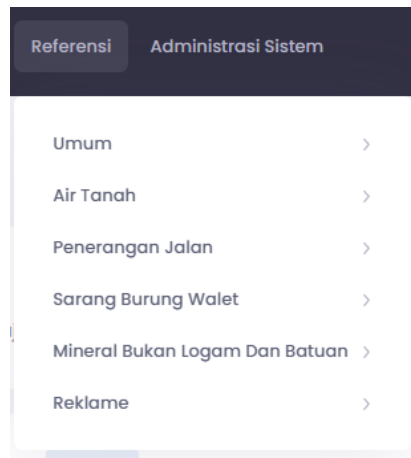 Referensi Administrasi Sistem
Umum
Air Tanah
Penerangan Jalan
Sarang Burung Walet
Mineral Bukan Logam Dan Batuan
Reklame